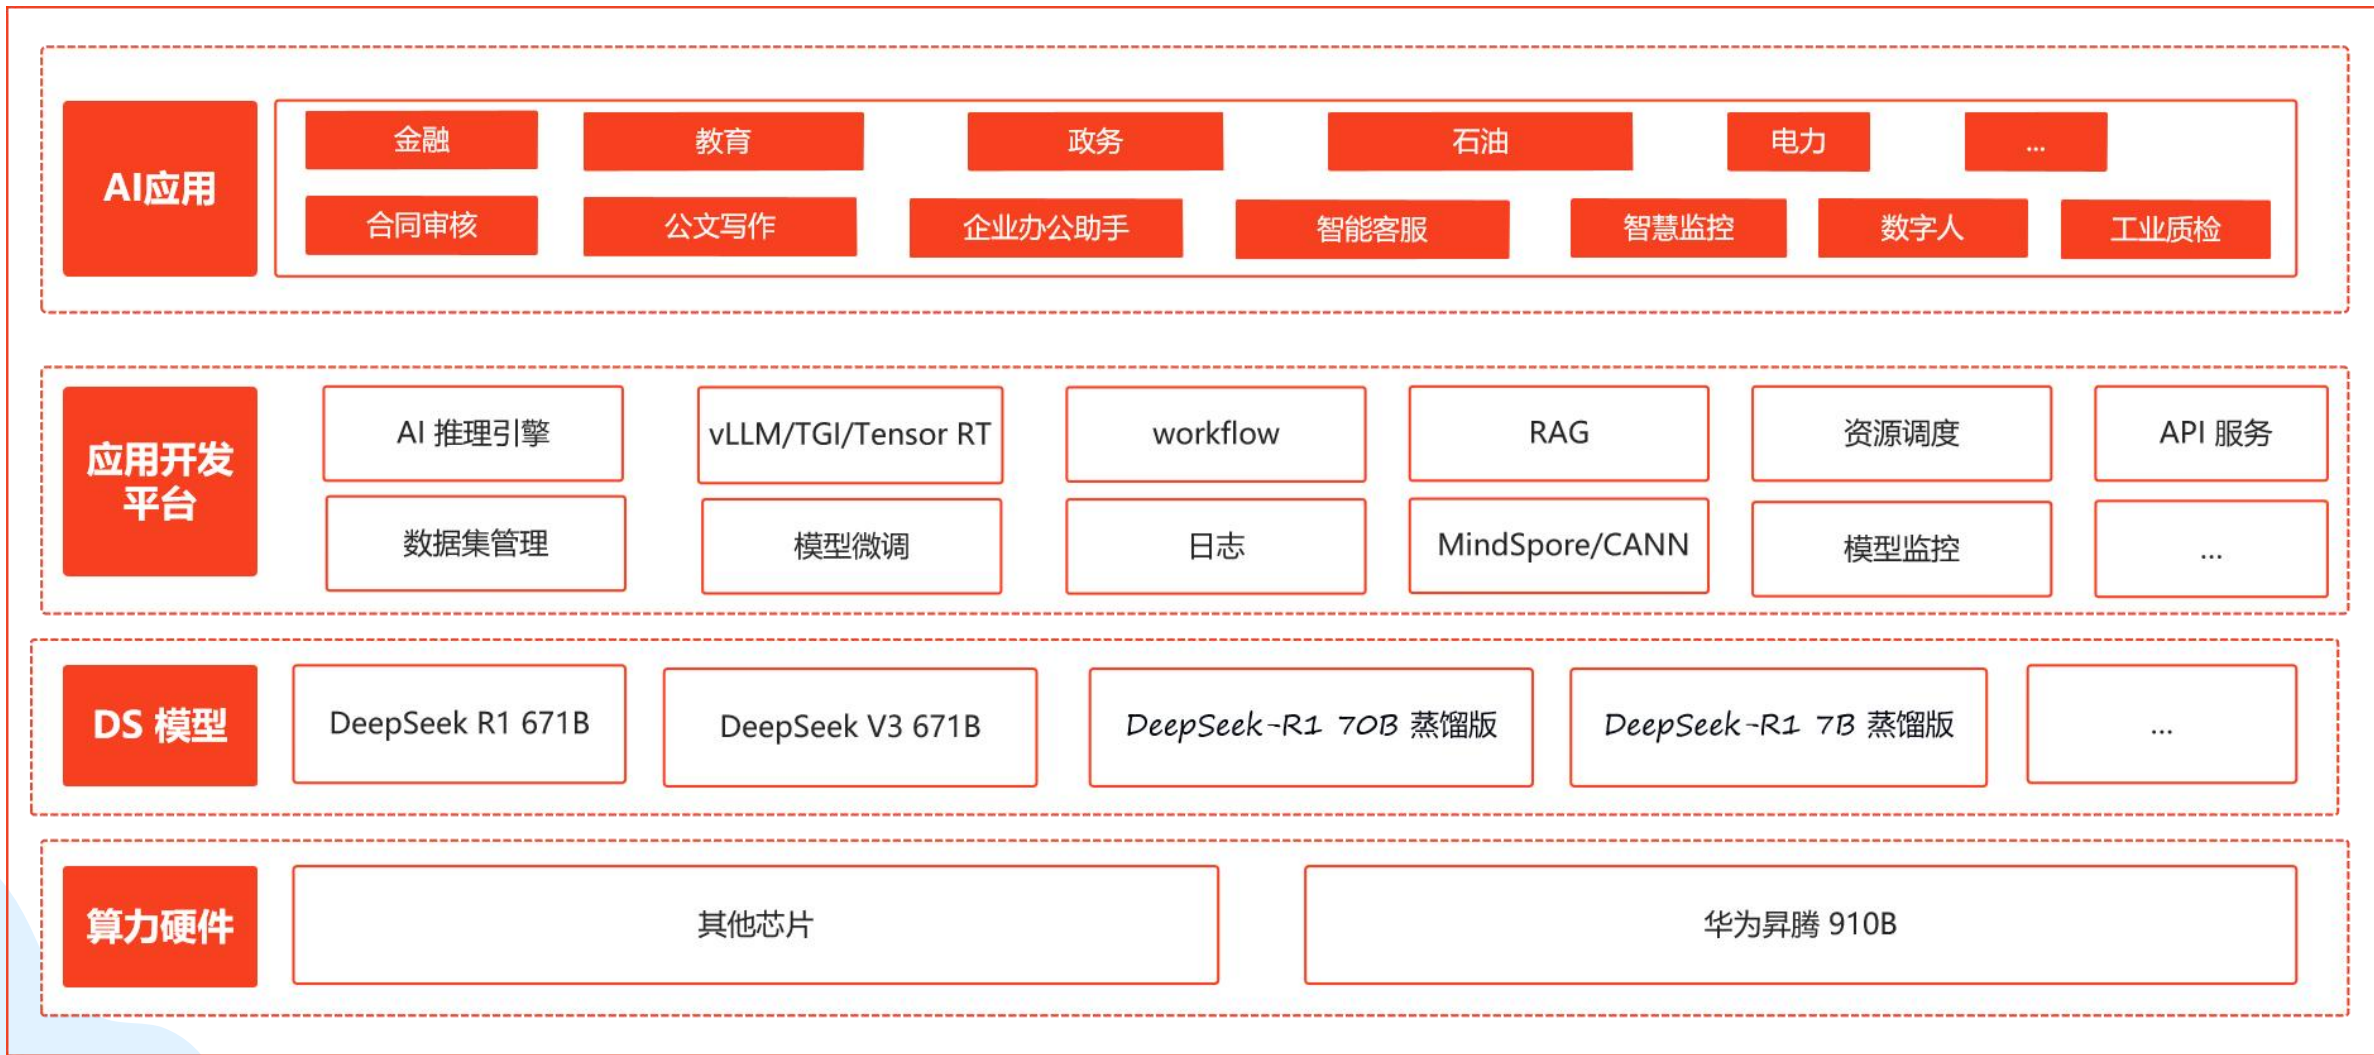 AI应用
金融
教育
政务
石油
电力
...
合同审核
公文写作
企业办公助手
智能客服
智慧监控
数字人
工业质检
应用开发
平台
AI 推理引擎
vLLM/TGI/Tensor RT
workflow
RAG
资源调度
API 服务
数据集管理
模型微调
日志
MindSpore/CANN
模型监控
...
DS 模型
DeepSeek R1 671B
DeepSeek V3 671B
DeepSeek-R1 70B 蒸馏版
DeepSeek-R1 7B 蒸馏版
...
算力硬件
其他芯片
华为昇腾 910B